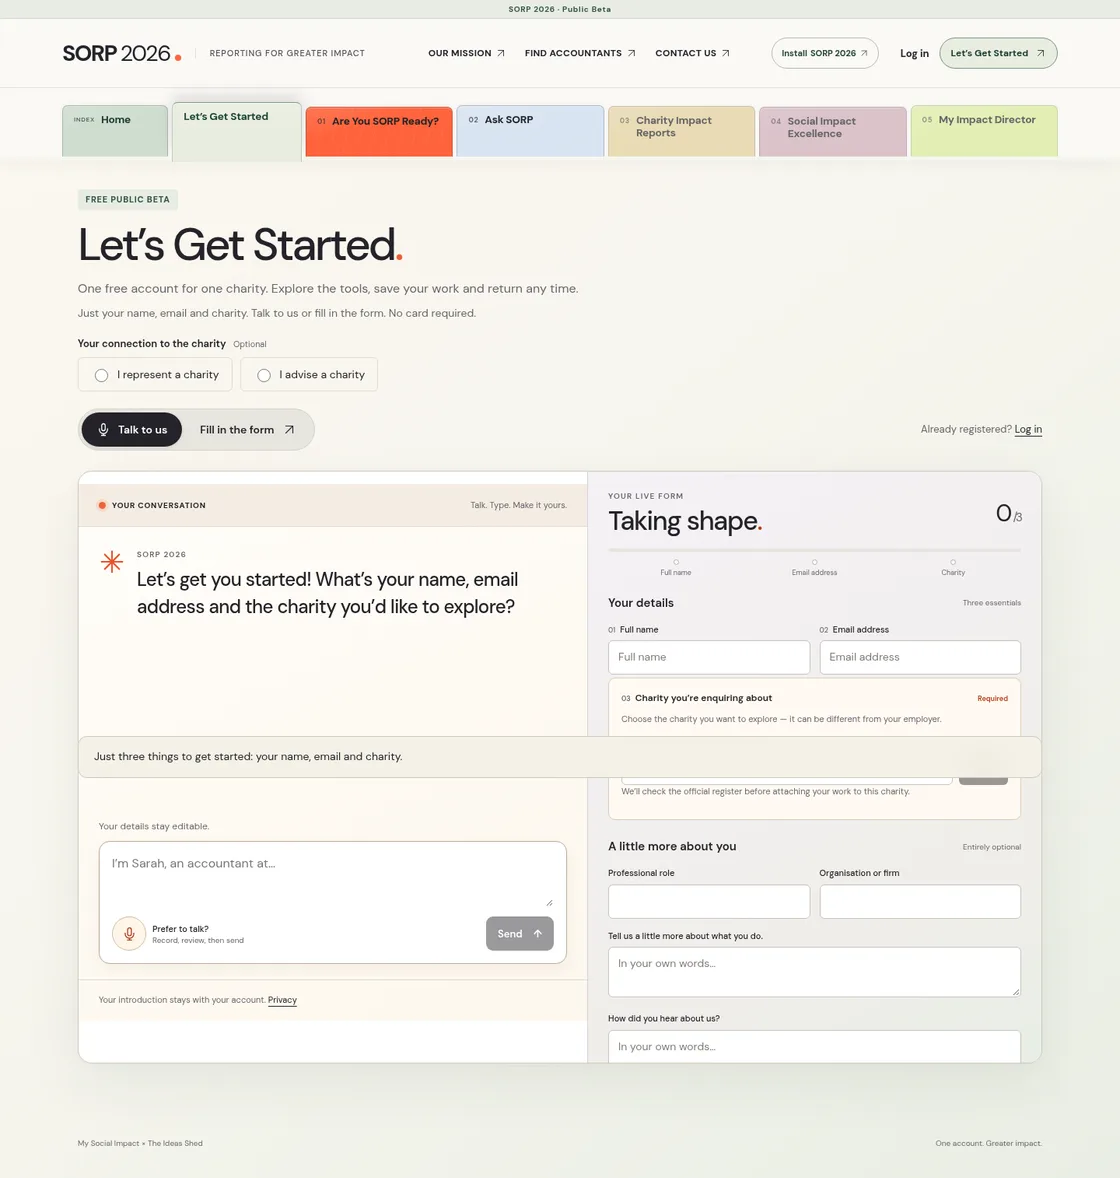 SORP 2026 · Public Beta
SORP 2026.
REPORTING FOR GREATER IMPACT
OUR MISSION ↗
FIND ACCOUNTANTS ↗
CONTACT US ↗
Install SORP 2026 ↗
Log in
Let's Get Started ↗
INDEX Home
Let's Get Started
01 Are You SORP Ready?
02 Ask SORP
03 Charity Impact
Reports
04 Social Impact
Excellence
05 My Impact Director
FREE PUBLIC BETA
Let's Get Started.
One free account for one charity. Explore the tools, save your work and return any time.
Just your name, email and charity. Talk to us or fill in the form. No card required.
Your connection to the charity Optional
I represent a charity
I advise a charity
Talk to us
Fill in the form ↗
Already registered? Log in
YOUR CONVERSATION
Talk. Type. Make it yours.
SORP 2026
Let's get you started! What's your name, email
address and the charity you'd like to explore?
YOUR LIVE FORM
Taking shape.
0/3
Full name
Email address
Charity
Your details
Three essentials
01 Full name
02 Email address
Full name
Email address
03 Charity you're enquiring about
Required
Choose the charity you want to explore — it can be different from your employer.
Just three things to get started: your name, email and charity.
We'll check the official register before attaching your work to this charity.
Your details stay editable.
I'm Sarah, an accountant at...
Prefer to talk?
Record, review, then send
Send ↑
Your introduction stays with your account. Privacy
A little more about you
Entirely optional
Professional role
Organisation or firm
Tell us a little more about what you do.
In your own words...
How did you hear about us?
In your own words...
My Social Impact × The Ideas Shed
One account. Greater impact.